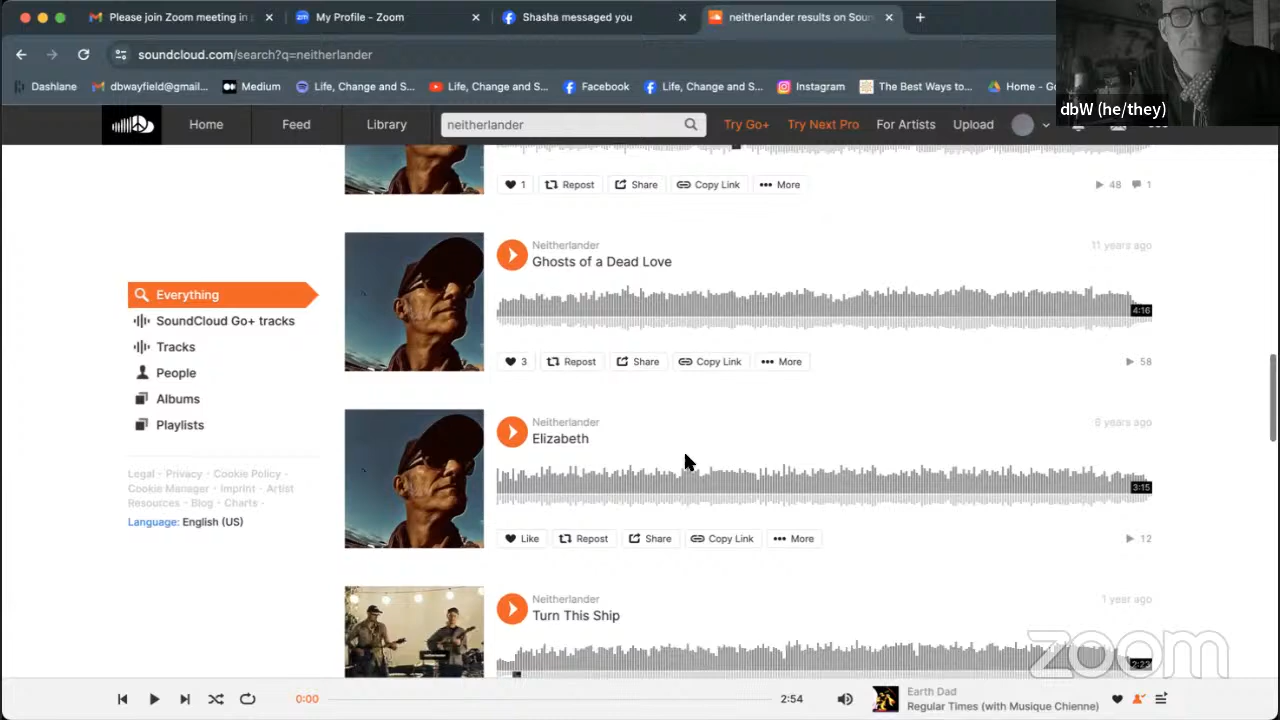 Please join Zoom meeting in
My Profile - Zoom
Shasha messaged you
neitherlander results on Soun
soundcloud.com/search?q=neitherlander
Dashlane
dbwayfield@gmail...
Medium
Life, Change and S...
Life, Change and S...
Facebook
Life, Change and S...
Instagram
The Best Ways to...
Home - Go
dbW (he/they)
Home
Feed
Library
neitherlander
Try Go+
Try Next Pro
For Artists
Upload
1
Repost
Share
Copy Link
More
48
1
Neitherlander
11 years ago
Ghosts of a Dead Love
4:16
3
Repost
Share
Copy Link
More
58
Everything
SoundCloud Go+ tracks
Tracks
People
Albums
Playlists
Legal - Privacy - Cookie Policy -
Cookie Manager - Imprint - Artist
Resources - Blog - Charts -
Language: English (US)
Neitherlander
6 years ago
Elizabeth
3:15
Like
Repost
Share
Copy Link
More
12
Neitherlander
1 year ago
Turn This Ship
zoom
0:00
2:54
Earth Dad
Regular Times (with Musique Chienne)